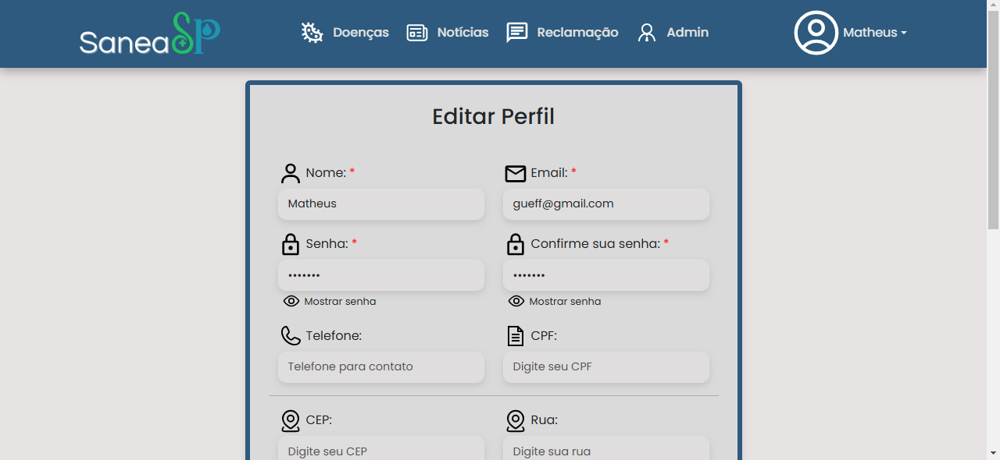 SaneaSp Doenças Notícias Reclamação Admin Matheus
Editar Perfil
Nome: * Email: *
Matheus gueff@gmail.com
Senha: * Confirme sua senha: *
••••••• •••••••
Mostrar senha Mostrar senha
Telefone: CPF:
Telefone para contato Digite seu CPF
CEP: Rua:
Digite seu CEP Digite sua rua